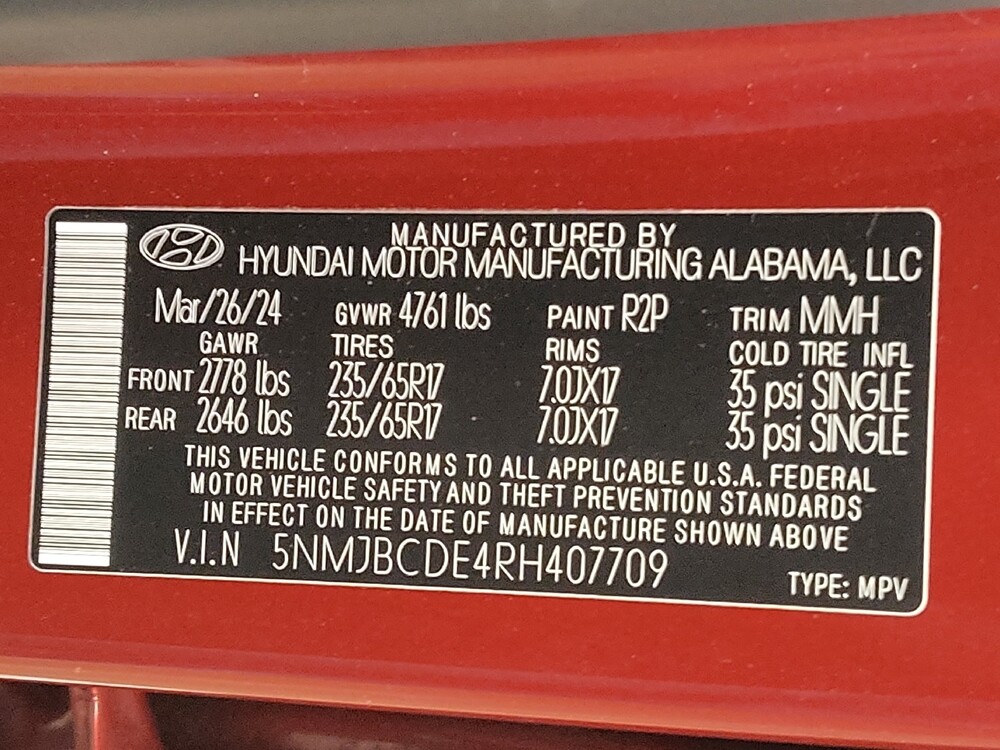 MANUFACTURED BY
HYUNDAI MOTOR MANUFACTURING ALABAMA, LLC
Mar/26/24 GVWR 4761 lbs PAINT R2P TRIM MMH
GAWR TIRES RIMS COLD TIRE INFL
FRONT 2778 lbs 235/65R17 7.0JX17 35 psi SINGLE
REAR 2646 lbs 235/65R17 7.0JX17 35 psi SINGLE
THIS VEHICLE CONFORMS TO ALL APPLICABLE U.S.A. FEDERAL
MOTOR VEHICLE SAFETY AND THEFT PREVENTION STANDARDS
IN EFFECT ON THE DATE OF MANUFACTURE SHOWN ABOVE
V.I.N 5NMJBCDE4RH407709
TYPE: MPV